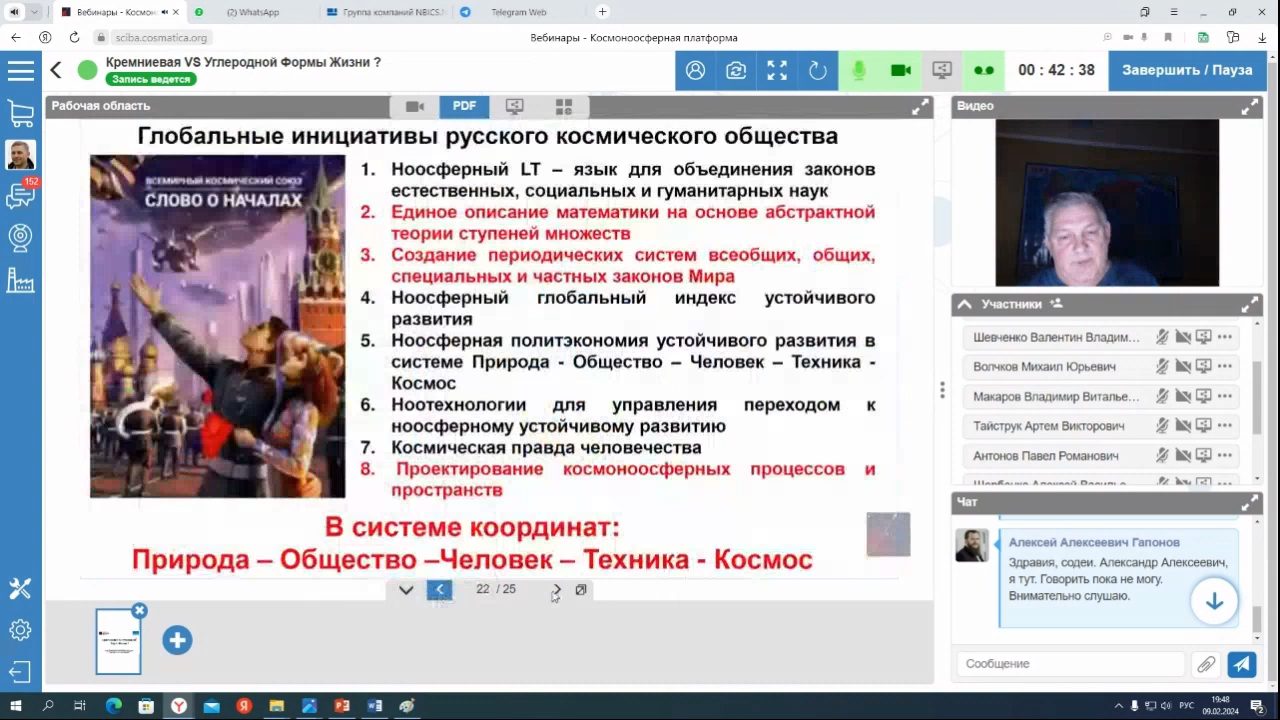 Вебинары - Космоно
(2) WhatsApp
Группа компаний NBICS.N
Telegram Web
sciba.cosmatica.org
Вебинары - Космоноосферная платформа
Кремниевая VS Углеродной Формы Жизни ?
Запись ведется
00 : 42 : 38
Завершить / Пауза
152
Рабочая область
PDF
Глобальные инициативы русского космического общества
ВСЕМИРНЫЙ КОСМИЧЕСКИЙ СОЮЗ
СЛОВО О НАЧАЛАХ
1. Ноосферный LT – язык для объединения законов
естественных, социальных и гуманитарных наук
2. Единое описание математики на основе абстрактной
теории ступеней множеств
3. Создание периодических систем всеобщих, общих,
специальных и частных законов Мира
4. Ноосферный глобальный индекс устойчивого
развития
5. Ноосферная политэкономия устойчивого развития в
системе Природа - Общество – Человек – Техника -
Космос
6. Ноотехнологии для управления переходом к
ноосферному устойчивому развитию
7. Космическая правда человечества
8. Проектирование космоноосферных процессов и
пространств
В системе координат:
Природа – Общество –Человек – Техника - Космос
22 / 25
Видео
Участники
Шевченко Валентин Владим...
Волчков Михаил Юрьевич
Макаров Владимир Виталье...
Тайструк Артем Викторович
Антонов Павел Романович
Чат
Алексей Алексеевич Гапонов
Здравия, содеи. Александр Алексеевич,
я тут. Говорить пока не могу.
Внимательно слушаю.
Сообщение
РУС
19:48
09.02.2024